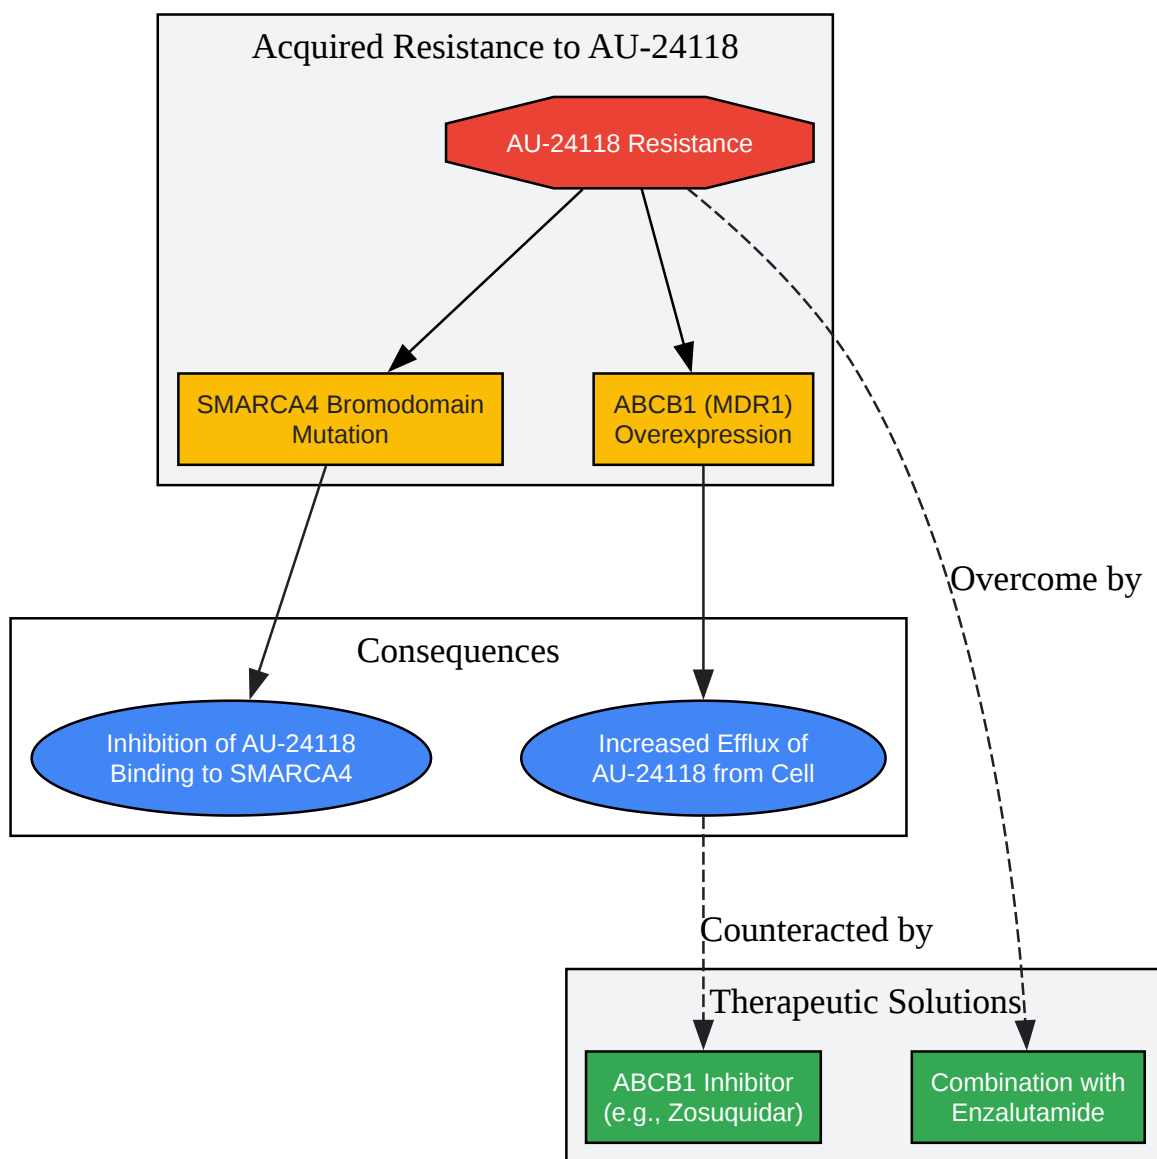 Acquired Resistance to AU-24118
AU-24118 Resistance
SMARCA4 Bromodomain
Mutation
ABCB1 (MDR1)
Overexpression
Overcome by
Consequences
Inhibition of AU-24118
Binding to SMARCA4
Increased Efflux of
AU-24118 from Cell
Counteracted by
Therapeutic Solutions
ABCB1 Inhibitor
(e.g., Zosuquidar)
Combination with
Enzalutamide